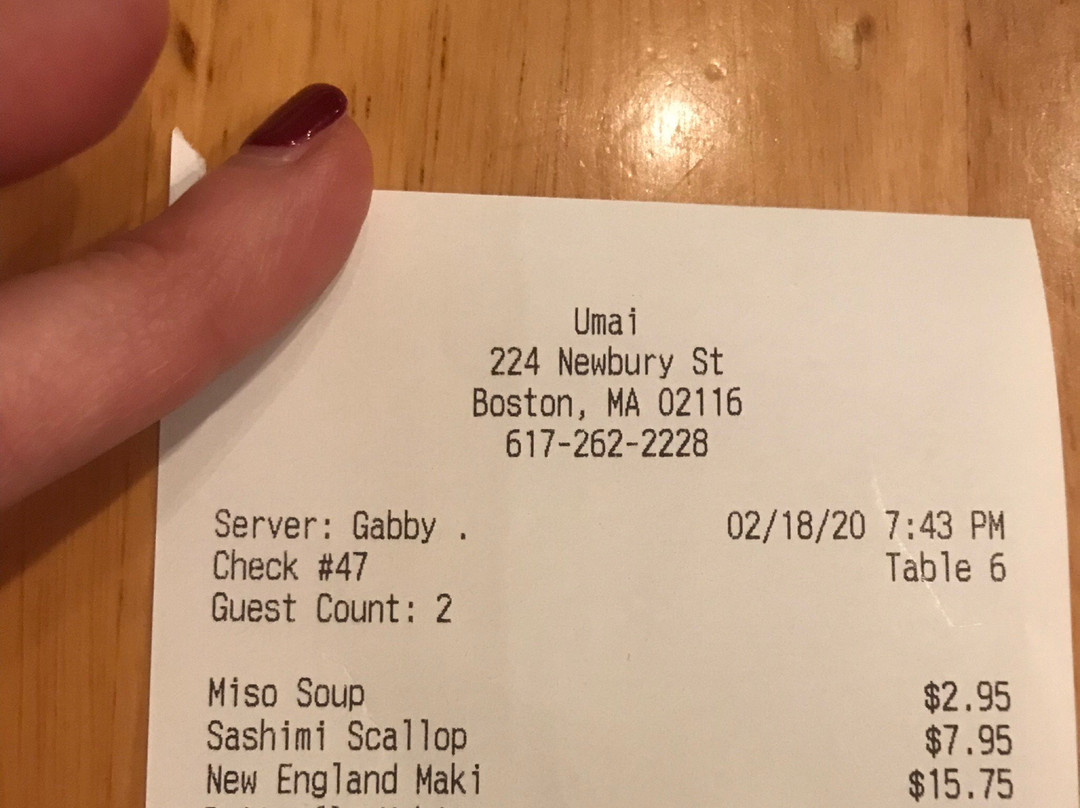 Umai
224 Newbury St
Boston, MA 02116
617-262-2228
Server: Gabby .
02/18/20 7:43 PM
Check #47
Table 6
Guest Count: 2
Miso Soup $2.95
Sashimi Scallop $7.95
New England Maki $15.75